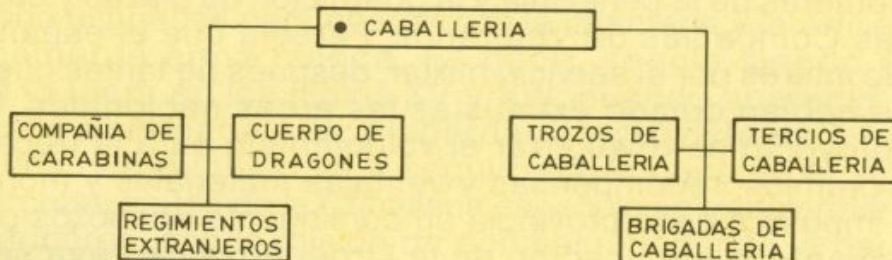 ● CABALLERIA
COMPAÑIA DE
CARABINAS
CUERPO DE
DRAGONES
TROZOS DE
CABALLERIA
TERCIOS DE
CABALLERIA
REGIMIENTOS
EXTRANJEROS
BRIGADAS DE
CABALLERIA